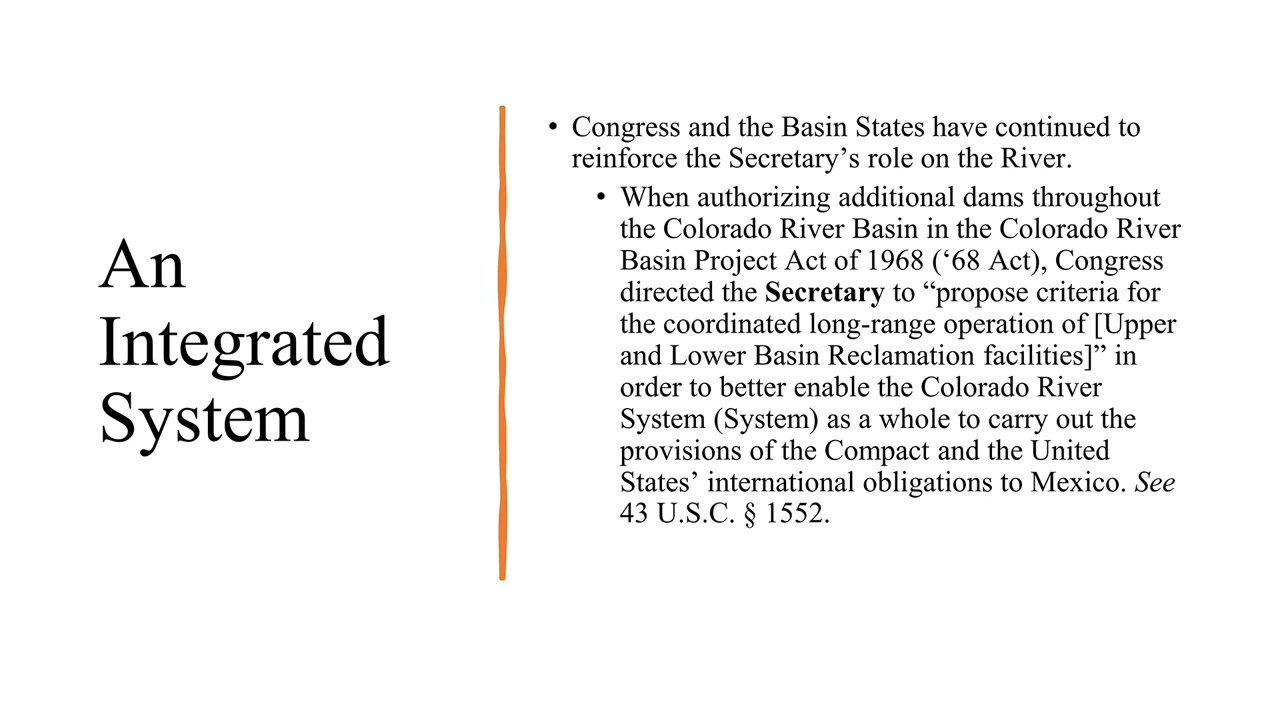 An
Integrated
System
• Congress and the Basin States have continued to
reinforce the Secretary’s role on the River.
• When authorizing additional dams throughout
the Colorado River Basin in the Colorado River
Basin Project Act of 1968 (‘68 Act), Congress
directed the Secretary to “propose criteria for
the coordinated long-range operation of [Upper
and Lower Basin Reclamation facilities]” in
order to better enable the Colorado River
System (System) as a whole to carry out the
provisions of the Compact and the United
States’ international obligations to Mexico. See
43 U.S.C. § 1552.